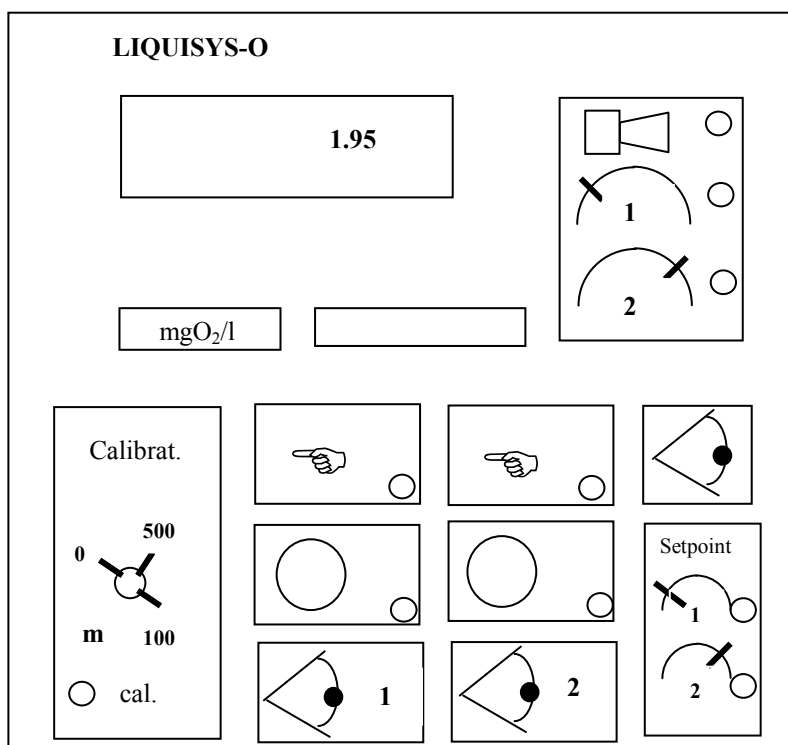 LIQUISYS-O
1.95
1
2
mgO₂/l
Calibrat.
0
500
m
100
cal.
Setpoint
1
2
1
2